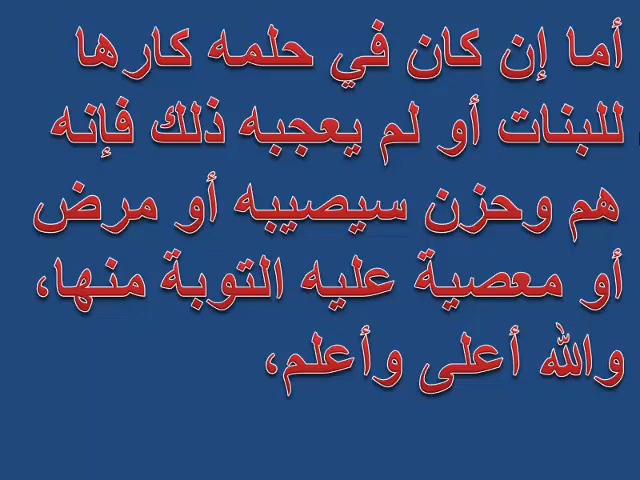 أما إن كان في حلمه كارها
للبنات أو لم يعجبه ذلك فإنه
هم وحزن سيصيبه أو مرض
أو معصية عليه التوبة منها،
والله أعلى وأعلم،